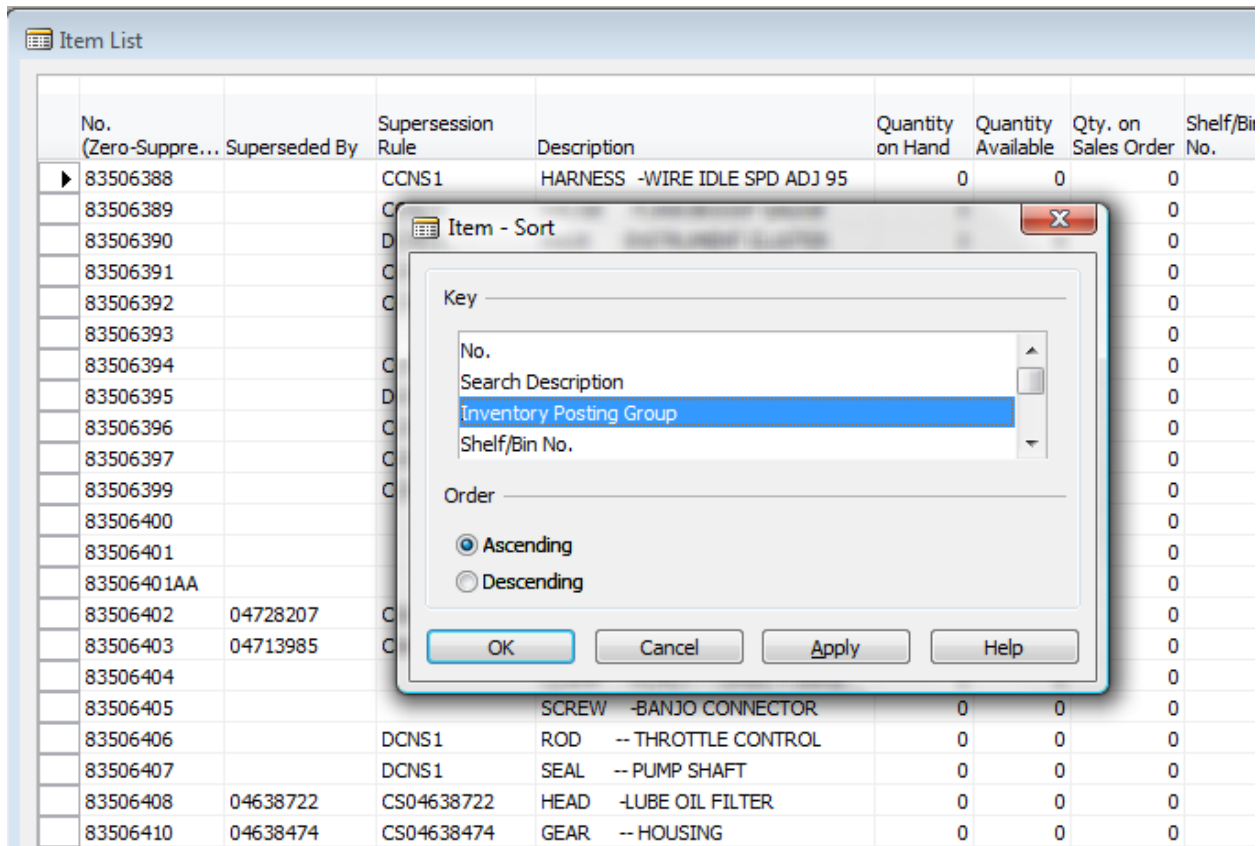 Item List
No. Supersession Quantity Quantity Qty. on Shelf/Bin
(Zero-Suppre... Superseded By Rule Description on Hand Available Sales Order No.
83506388 CCNS1 HARNESS -WIRE IDLE SPD ADJ 95 0 0 0
83506389 0
83506390 D 0
83506391 C 0
83506392 C 0
83506393 0
83506394 C 0
83506395 D 0
83506396 C 0
83506397 C 0
83506399 C 0
83506400 0
83506401 0
83506401AA 0
83506402 04728207 C 0
83506403 04713985 C 0
83506404 0
83506405 SCREW -BANJO CONNECTOR 0 0 0
83506406 DCNS1 ROD -- THROTTLE CONTROL 0 0 0
83506407 DCNS1 SEAL -- PUMP SHAFT 0 0 0
83506408 04638722 CS04638722 HEAD -LUBE OIL FILTER 0 0 0
83506410 04638474 CS04638474 GEAR -- HOUSING 0 0 0
Item - Sort
Key
No.
Search Description
Inventory Posting Group
Shelf/Bin No.
Order
Ascending
Descending
OK Cancel Apply Help